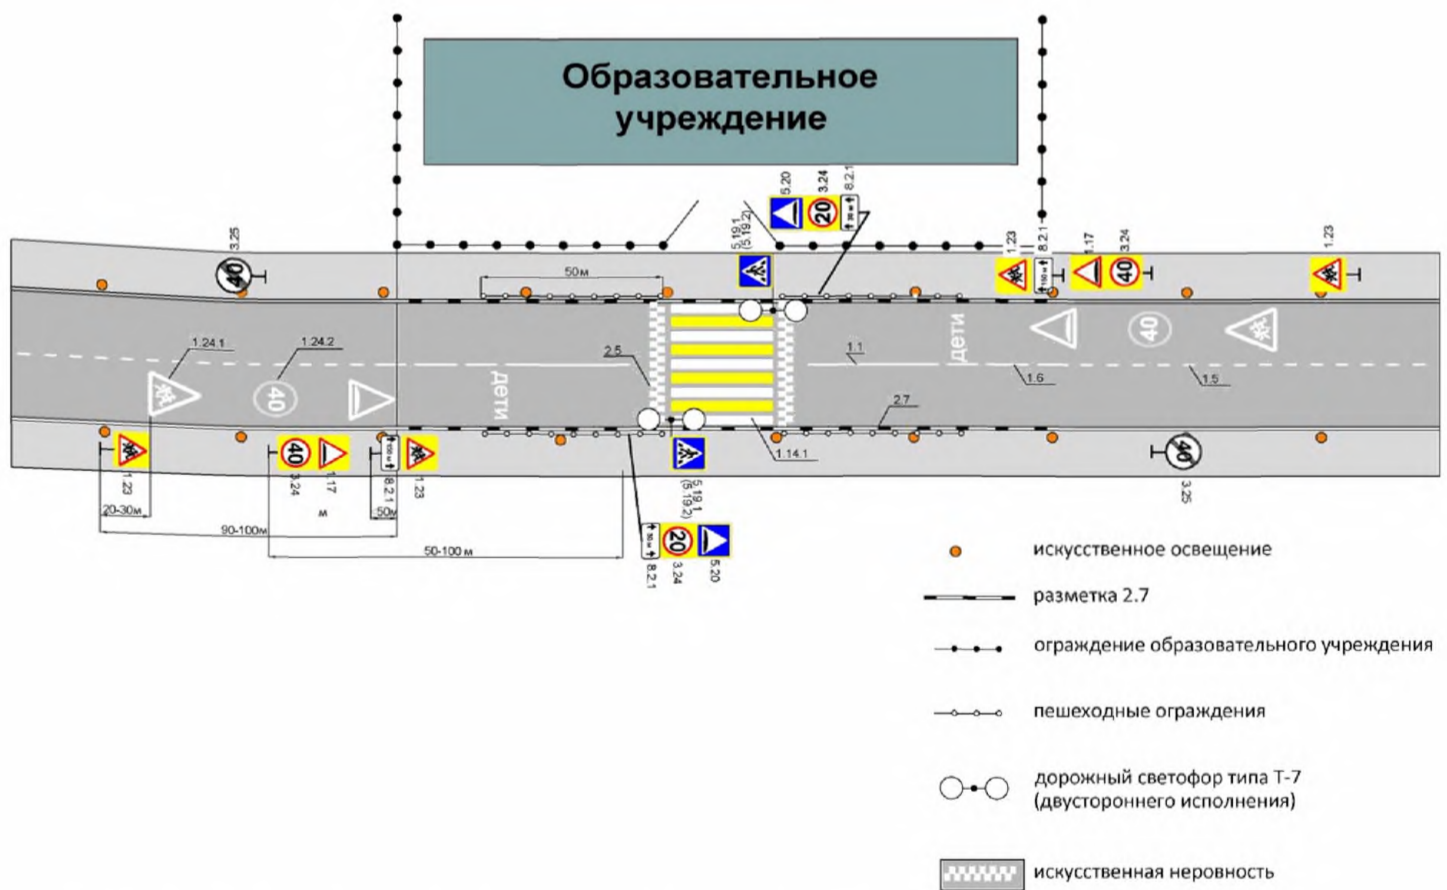 Образовательное
учреждение
5.20
3.24
8.2.1
20
5.19.1
(5.19.2)
3.25
40
50м
1.23
8.2.1
1.17
3.24
40
1.23
1.24.1
1.24.2
2.5
1.1
1.6
1.5
дети
40
40
дети
2.7
1.14.1
1.23
40
3.24
1.17
8.2.1
1.23
5.19.1
(5.19.2)
40
3.25
20-30м
м
50м
90-100м
50-100 м
20
8.2.1
3.24
5.20
искусственное освещение
разметка 2.7
ограждение образовательного учреждения
пешеходные ограждения
дорожный светофор типа Т-7
(двустороннего исполнения)
искусственная неровность